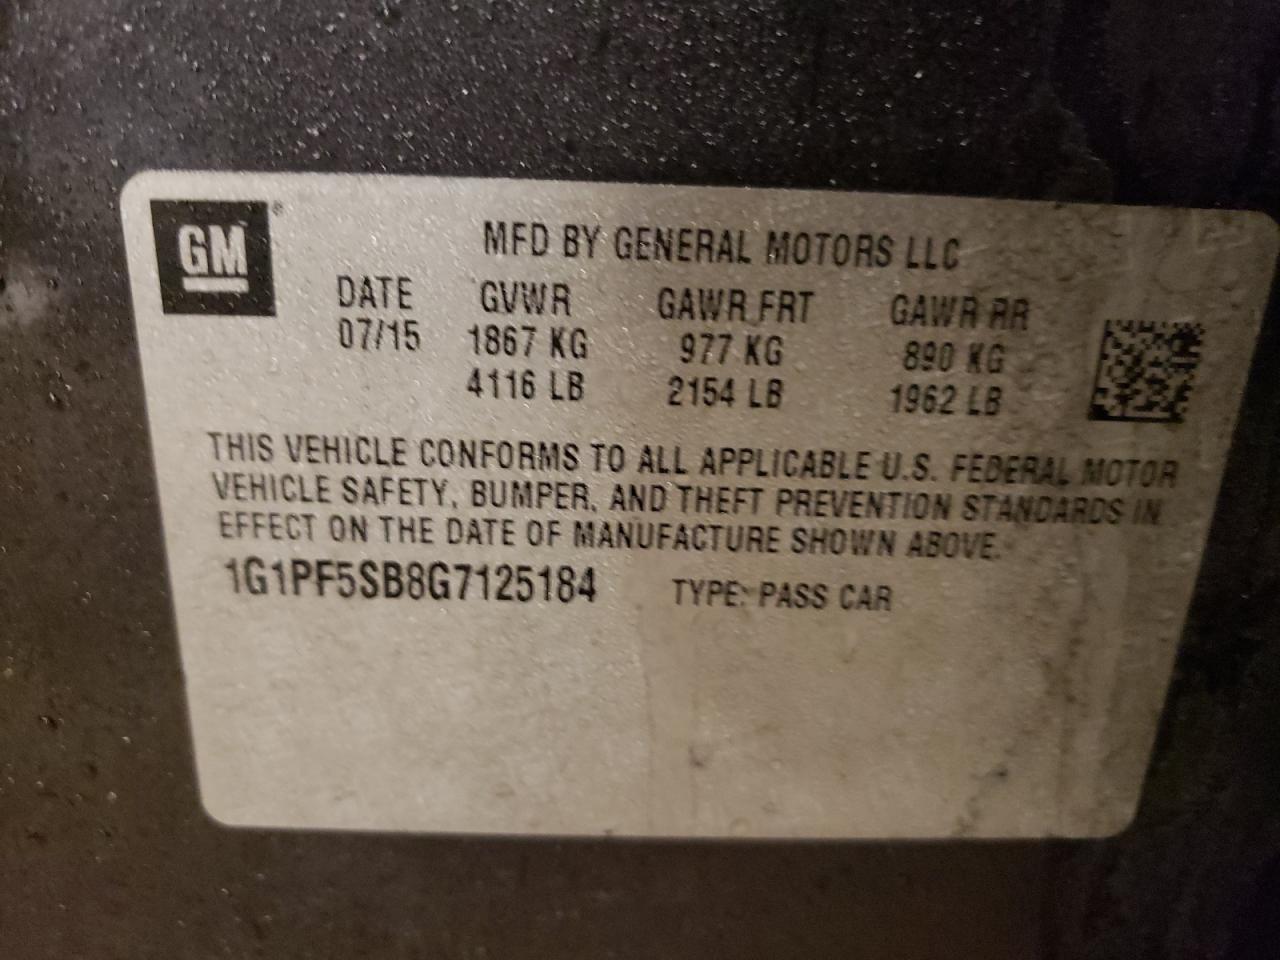 GM
MFD BY GENERAL MOTORS LLC
DATE GVWR GAWR FRT GAWR RR
07/15 1867 KG 977 KG 890 KG
4116 LB 2154 LB 1962 LB
THIS VEHICLE CONFORMS TO ALL APPLICABLE U.S. FEDERAL MOTOR
VEHICLE SAFETY, BUMPER, AND THEFT PREVENTION STANDARDS IN
EFFECT ON THE DATE OF MANUFACTURE SHOWN ABOVE.
1G1PF5SB8G7125184 TYPE: PASS CAR